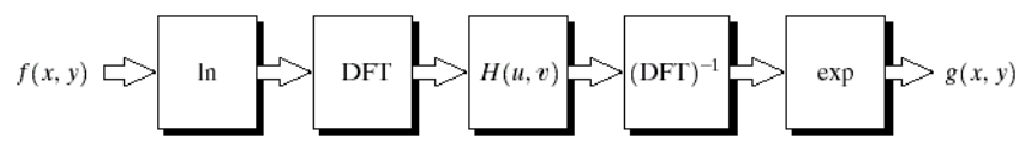 f(x, y) ln DFT H(u, v) (DFT)⁻¹ exp g(x, y)